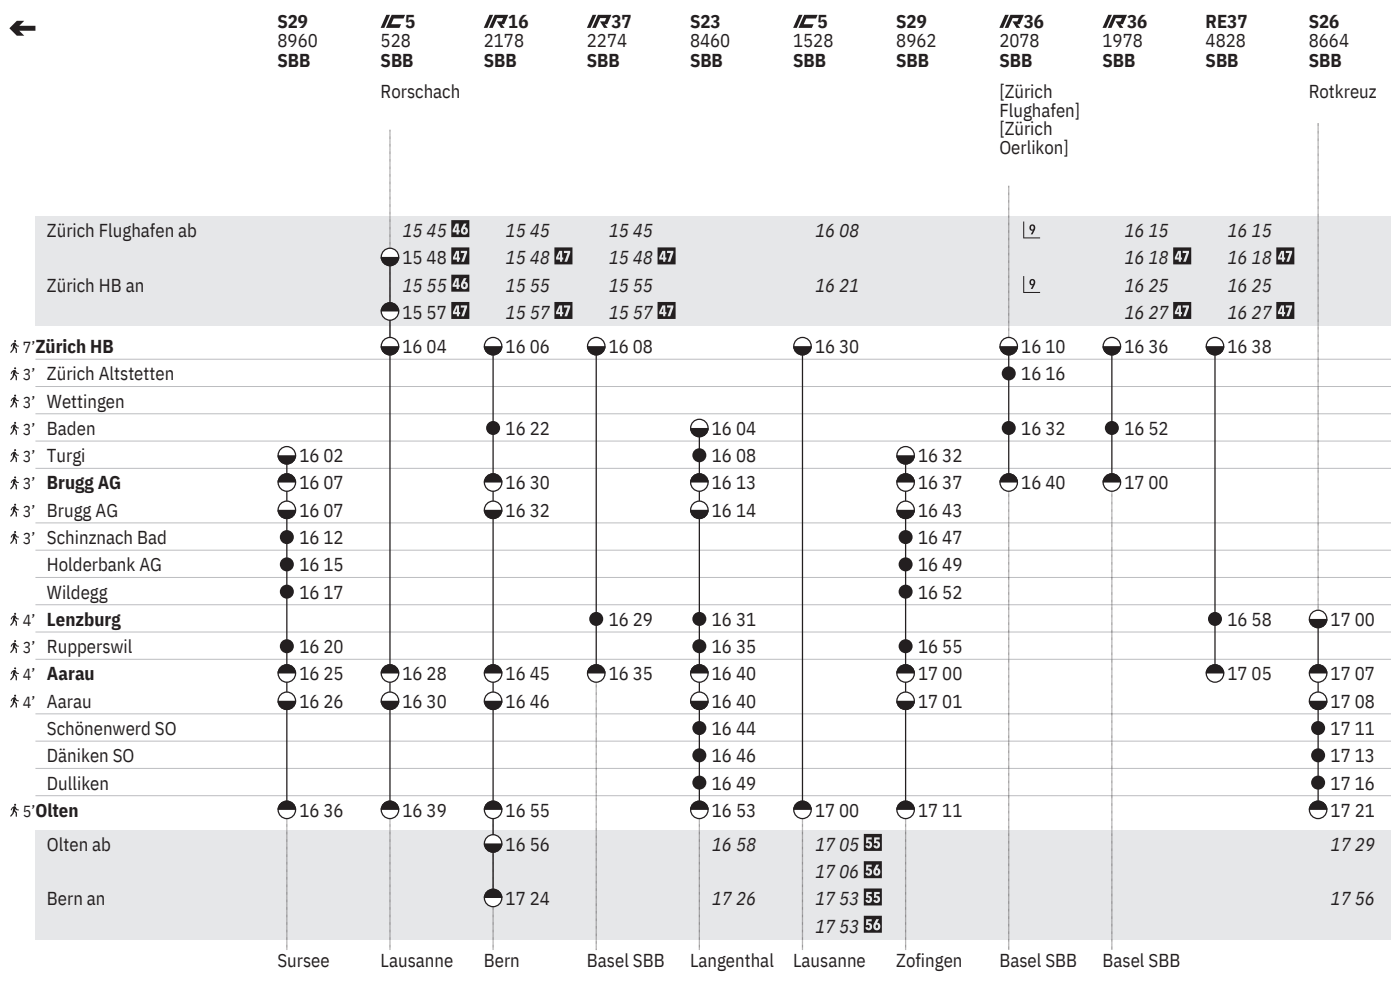 S29 IC5 IR16 IR37 S23 IC5 S29 IR36 IR36 RE37 S26
8960 528 2178 2274 8460 1528 8962 2078 1978 4828 8664
SBB SBB SBB SBB SBB SBB SBB SBB SBB SBB SBB
Rorschach [Zürich Rotkreuz
Flughafen]
[Zürich
Oerlikon]
Zürich Flughafen ab 15 45 46 15 45 15 45 16 08 9 16 15 16 15
15 48 47 15 48 47 15 48 47 16 18 47 16 18 47
Zürich HB an 15 55 46 15 55 15 55 16 21 9 16 25 16 25
15 57 47 15 57 47 15 57 47 16 27 47 16 27 47
7’ Zürich HB 16 04 16 06 16 08 16 30 16 10 16 36 16 38
3’ Zürich Altstetten 16 16
3’ Wettingen
3’ Baden 16 22 16 04 16 32 16 52
3’ Turgi 16 02 16 08 16 32
3’ Brugg AG 16 07 16 30 16 13 16 37 16 40 17 00
3’ Brugg AG 16 07 16 32 16 14 16 43
3’ Schinznach Bad 16 12 16 47
Holderbank AG 16 15 16 49
Wildegg 16 17 16 52
4’ Lenzburg 16 29 16 31 16 58 17 00
3’ Rupperswil 16 20 16 35 16 55
4’ Aarau 16 25 16 28 16 45 16 35 16 40 17 00 17 05 17 07
4’ Aarau 16 26 16 30 16 46 16 40 17 01 17 08
Schönenwerd SO 16 44 17 11
Däniken SO 16 46 17 13
Dulliken 16 49 17 16
5’ Olten 16 36 16 39 16 55 16 53 17 00 17 11 17 21
Olten ab 16 56 16 58 17 05 55 17 29
17 06 56
Bern an 17 24 17 26 17 53 55 17 56
17 53 56
Sursee Lausanne Bern Basel SBB Langenthal Lausanne Zofingen Basel SBB Basel SBB